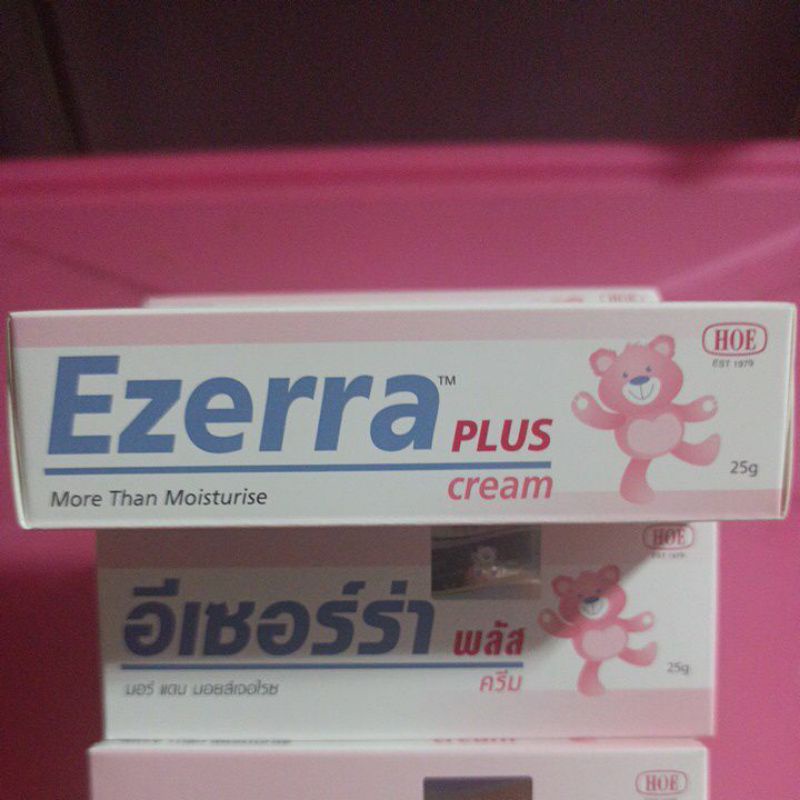 HOE
HOE
EST 1979
Ezerra™ PLUS
cream
More Than Moisturise
25g
HOE
EST 1979
อีเซอร์ร่า พลัส
ครีม
มอร์ แดน มอยส์เจอไรซ
25g
cream
HOE